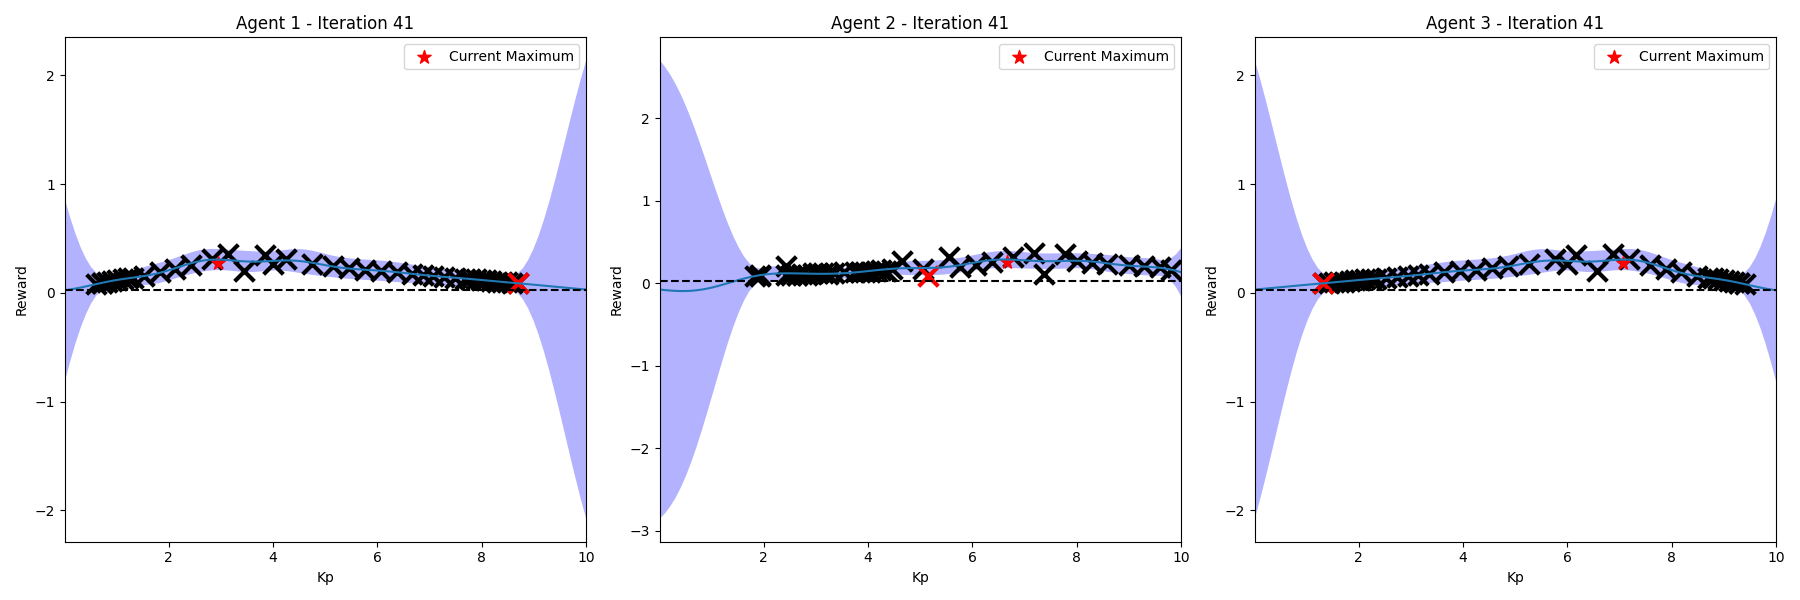 Agent 1 - Iteration 41
Current Maximum
Reward
2
1
0
−1
−2
2
4
6
8
10
Kp
Agent 2 - Iteration 41
Current Maximum
Reward
2
1
0
−1
−2
−3
2
4
6
8
10
Kp
Agent 3 - Iteration 41
Current Maximum
Reward
2
1
0
−1
−2
2
4
6
8
10
Kp